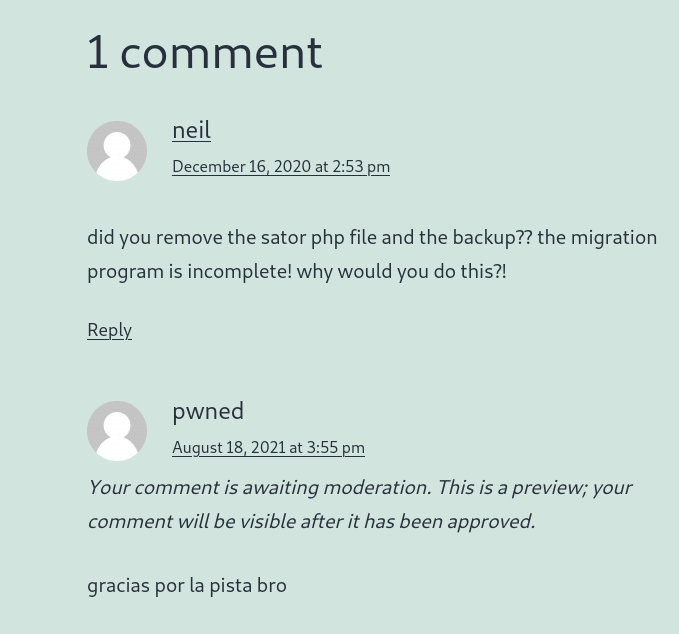 1 comment
neil
December 16, 2020 at 2:53 pm
did you remove the sator php file and the backup?? the migration
program is incomplete! why would you do this?!
Reply
pwned
August 18, 2021 at 3:55 pm
Your comment is awaiting moderation. This is a preview; your
comment will be visible after it has been approved.
gracias por la pista bro